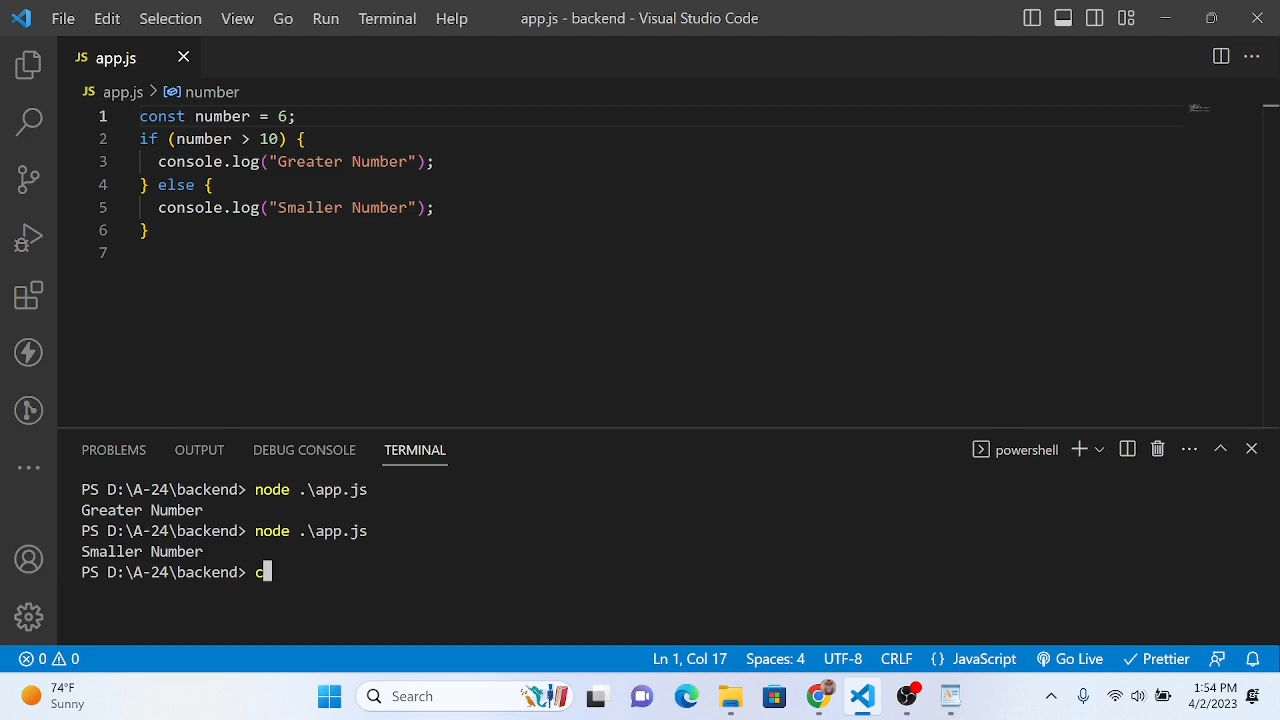 File Edit Selection View Go Run Terminal Help app.js - backend - Visual Studio Code
JS app.js
JS app.js number
1 const number = 6;
2 if (number > 10) {
3 console.log("Greater Number");
4 } else {
5 console.log("Smaller Number");
6 }
7
PROBLEMS OUTPUT DEBUG CONSOLE TERMINAL powershell
PS D:\A-24\backend> node .\app.js
Greater Number
PS D:\A-24\backend> node .\app.js
Smaller Number
PS D:\A-24\backend> c
0 0 Ln 1, Col 17 Spaces: 4 UTF-8 CRLF {} JavaScript Go Live Prettier
74°F
Sunny
Search
1:54 PM
4/2/2023